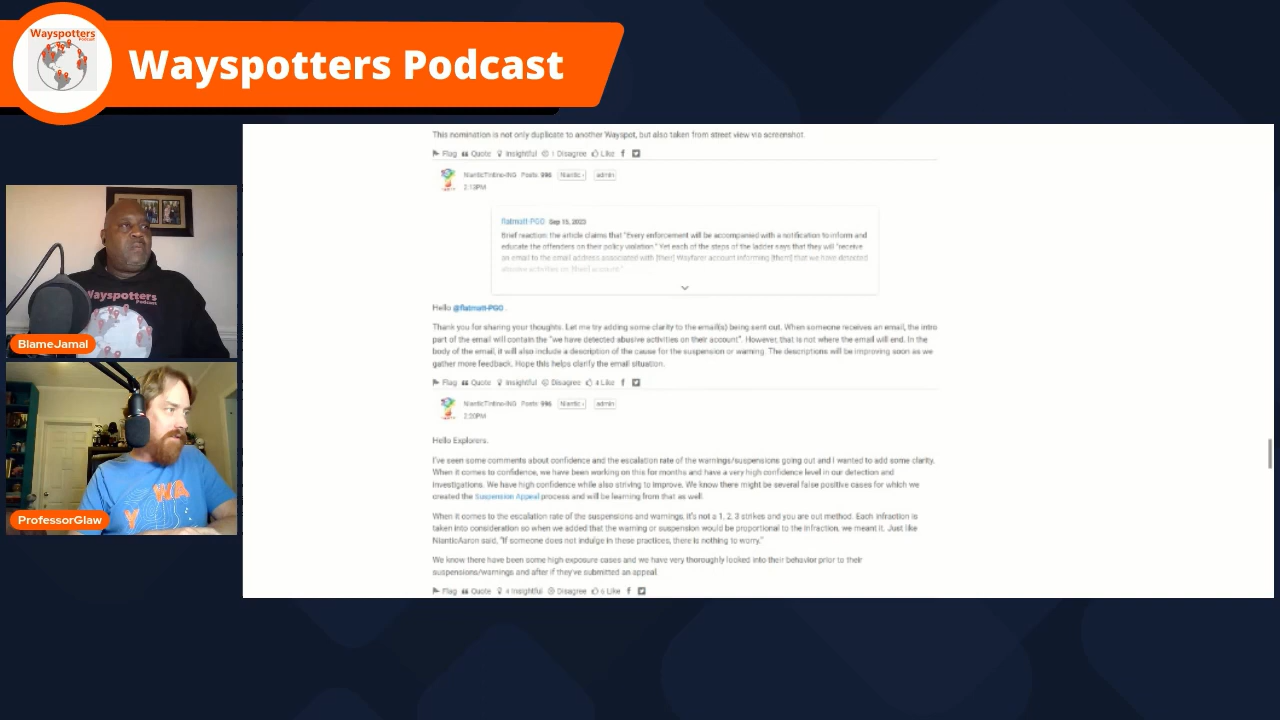 Wayspotters
Podcast
Wayspotters Podcast
This nomination is not only duplicate to another Wayspot, but also taken from street view via screenshot.
Flag Quote Insightful 1 Disagree Like
NianticTintino-ING Posts: 996 Niantic admin
2:13PM
flatmatt-PGO Sep 15, 2023
Brief reaction: the article claims that "Every enforcement will be accompanied with a notification to inform and
educate the offenders on their policy violation." Yet each of the steps of the ladder says that they will "receive
an email to the email address associated with [their] Wayfarer account informing [them] that we have detected
abusive activities on [their] account."
Hello @flatmatt-PGO .
Thank you for sharing your thoughts. Let me try adding some clarity to the email(s) being sent out. When someone receives an email, the intro
part of the email will contain the "we have detected abusive activities on their account". However, that is not where the email will end. In the
body of the email, it will also include a description of the cause for the suspension or warning. The descriptions will be improving soon as we
gather more feedback. Hope this helps clarify the email situation.
Flag Quote Insightful Disagree 4 Like
NianticTintino-ING Posts: 996 Niantic admin
2:20PM
Hello Explorers.
I've seen some comments about confidence and the escalation rate of the warnings/suspensions going out and I wanted to add some clarity.
When it comes to confidence, we have been working on this for months and have a very high confidence level in our detection and
investigations. We have high confidence while also striving to improve. We know there might be several false positive cases for which we
created the Suspension Appeal process and will be learning from that as well.
When it comes to the escalation rate of the suspensions and warnings, it's not a 1, 2, 3 strikes and you are out method. Each infraction is
taken into consideration so when we added that the warning or suspension would be proportional to the infraction, we meant it. Just like
NianticAaron said, "If someone does not indulge in these practices, there is nothing to worry."
We know there have been some high exposure cases and we have very thoroughly looked into their behavior prior to their
suspensions/warnings and after if they've submitted an appeal.
Flag Quote 4 Insightful Disagree 6 Like
Wayspotters
Podcast
BlameJamal
ProfessorGlaw